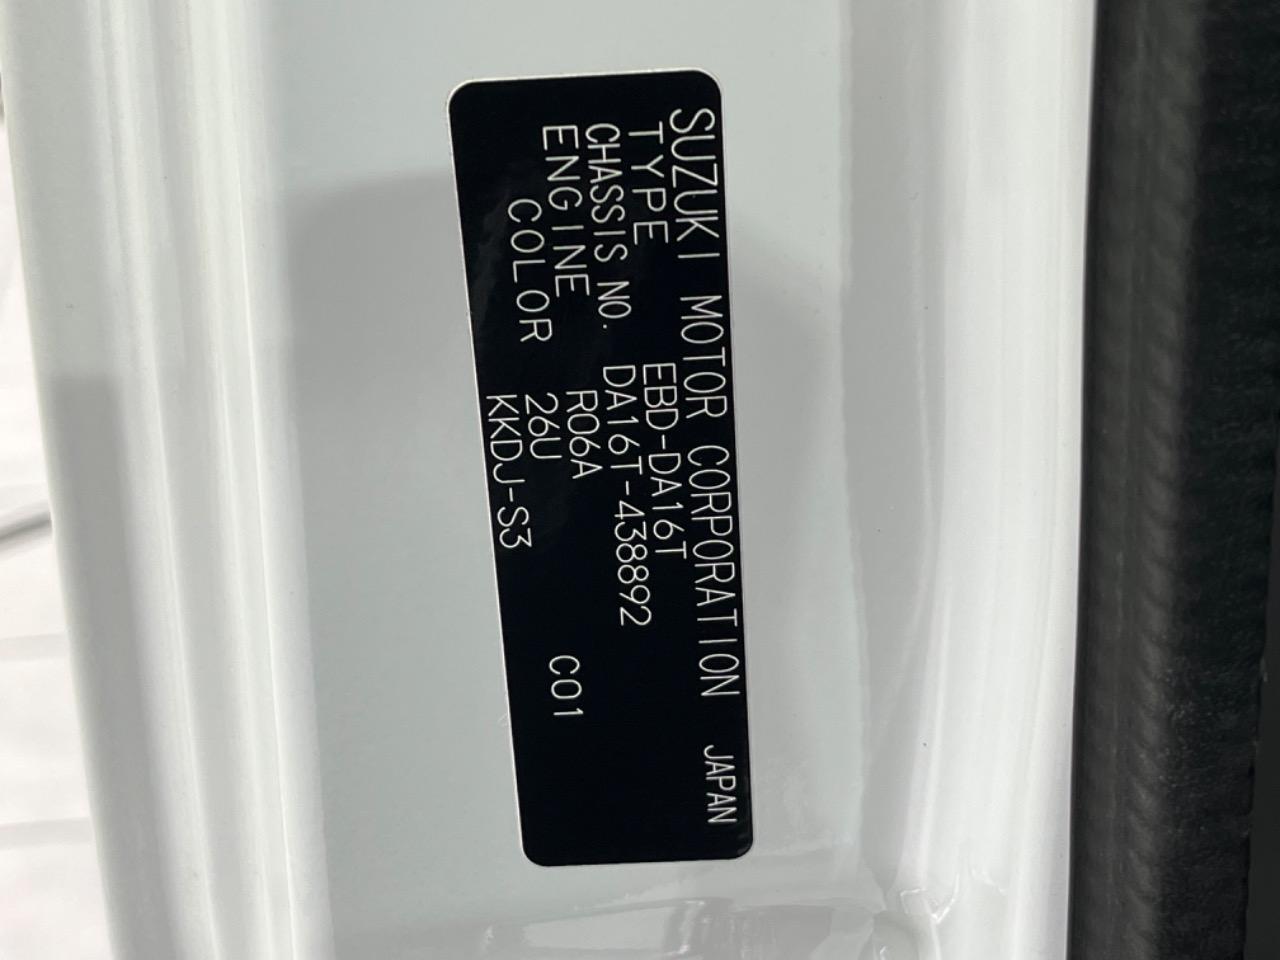 SUZUKI MOTOR CORPORATION JAPAN
TYPE EBD-DA16T
CHASSIS NO. DA16T-438892
ENGINE R06A
COLOR 26U C01
KKDJ-S3